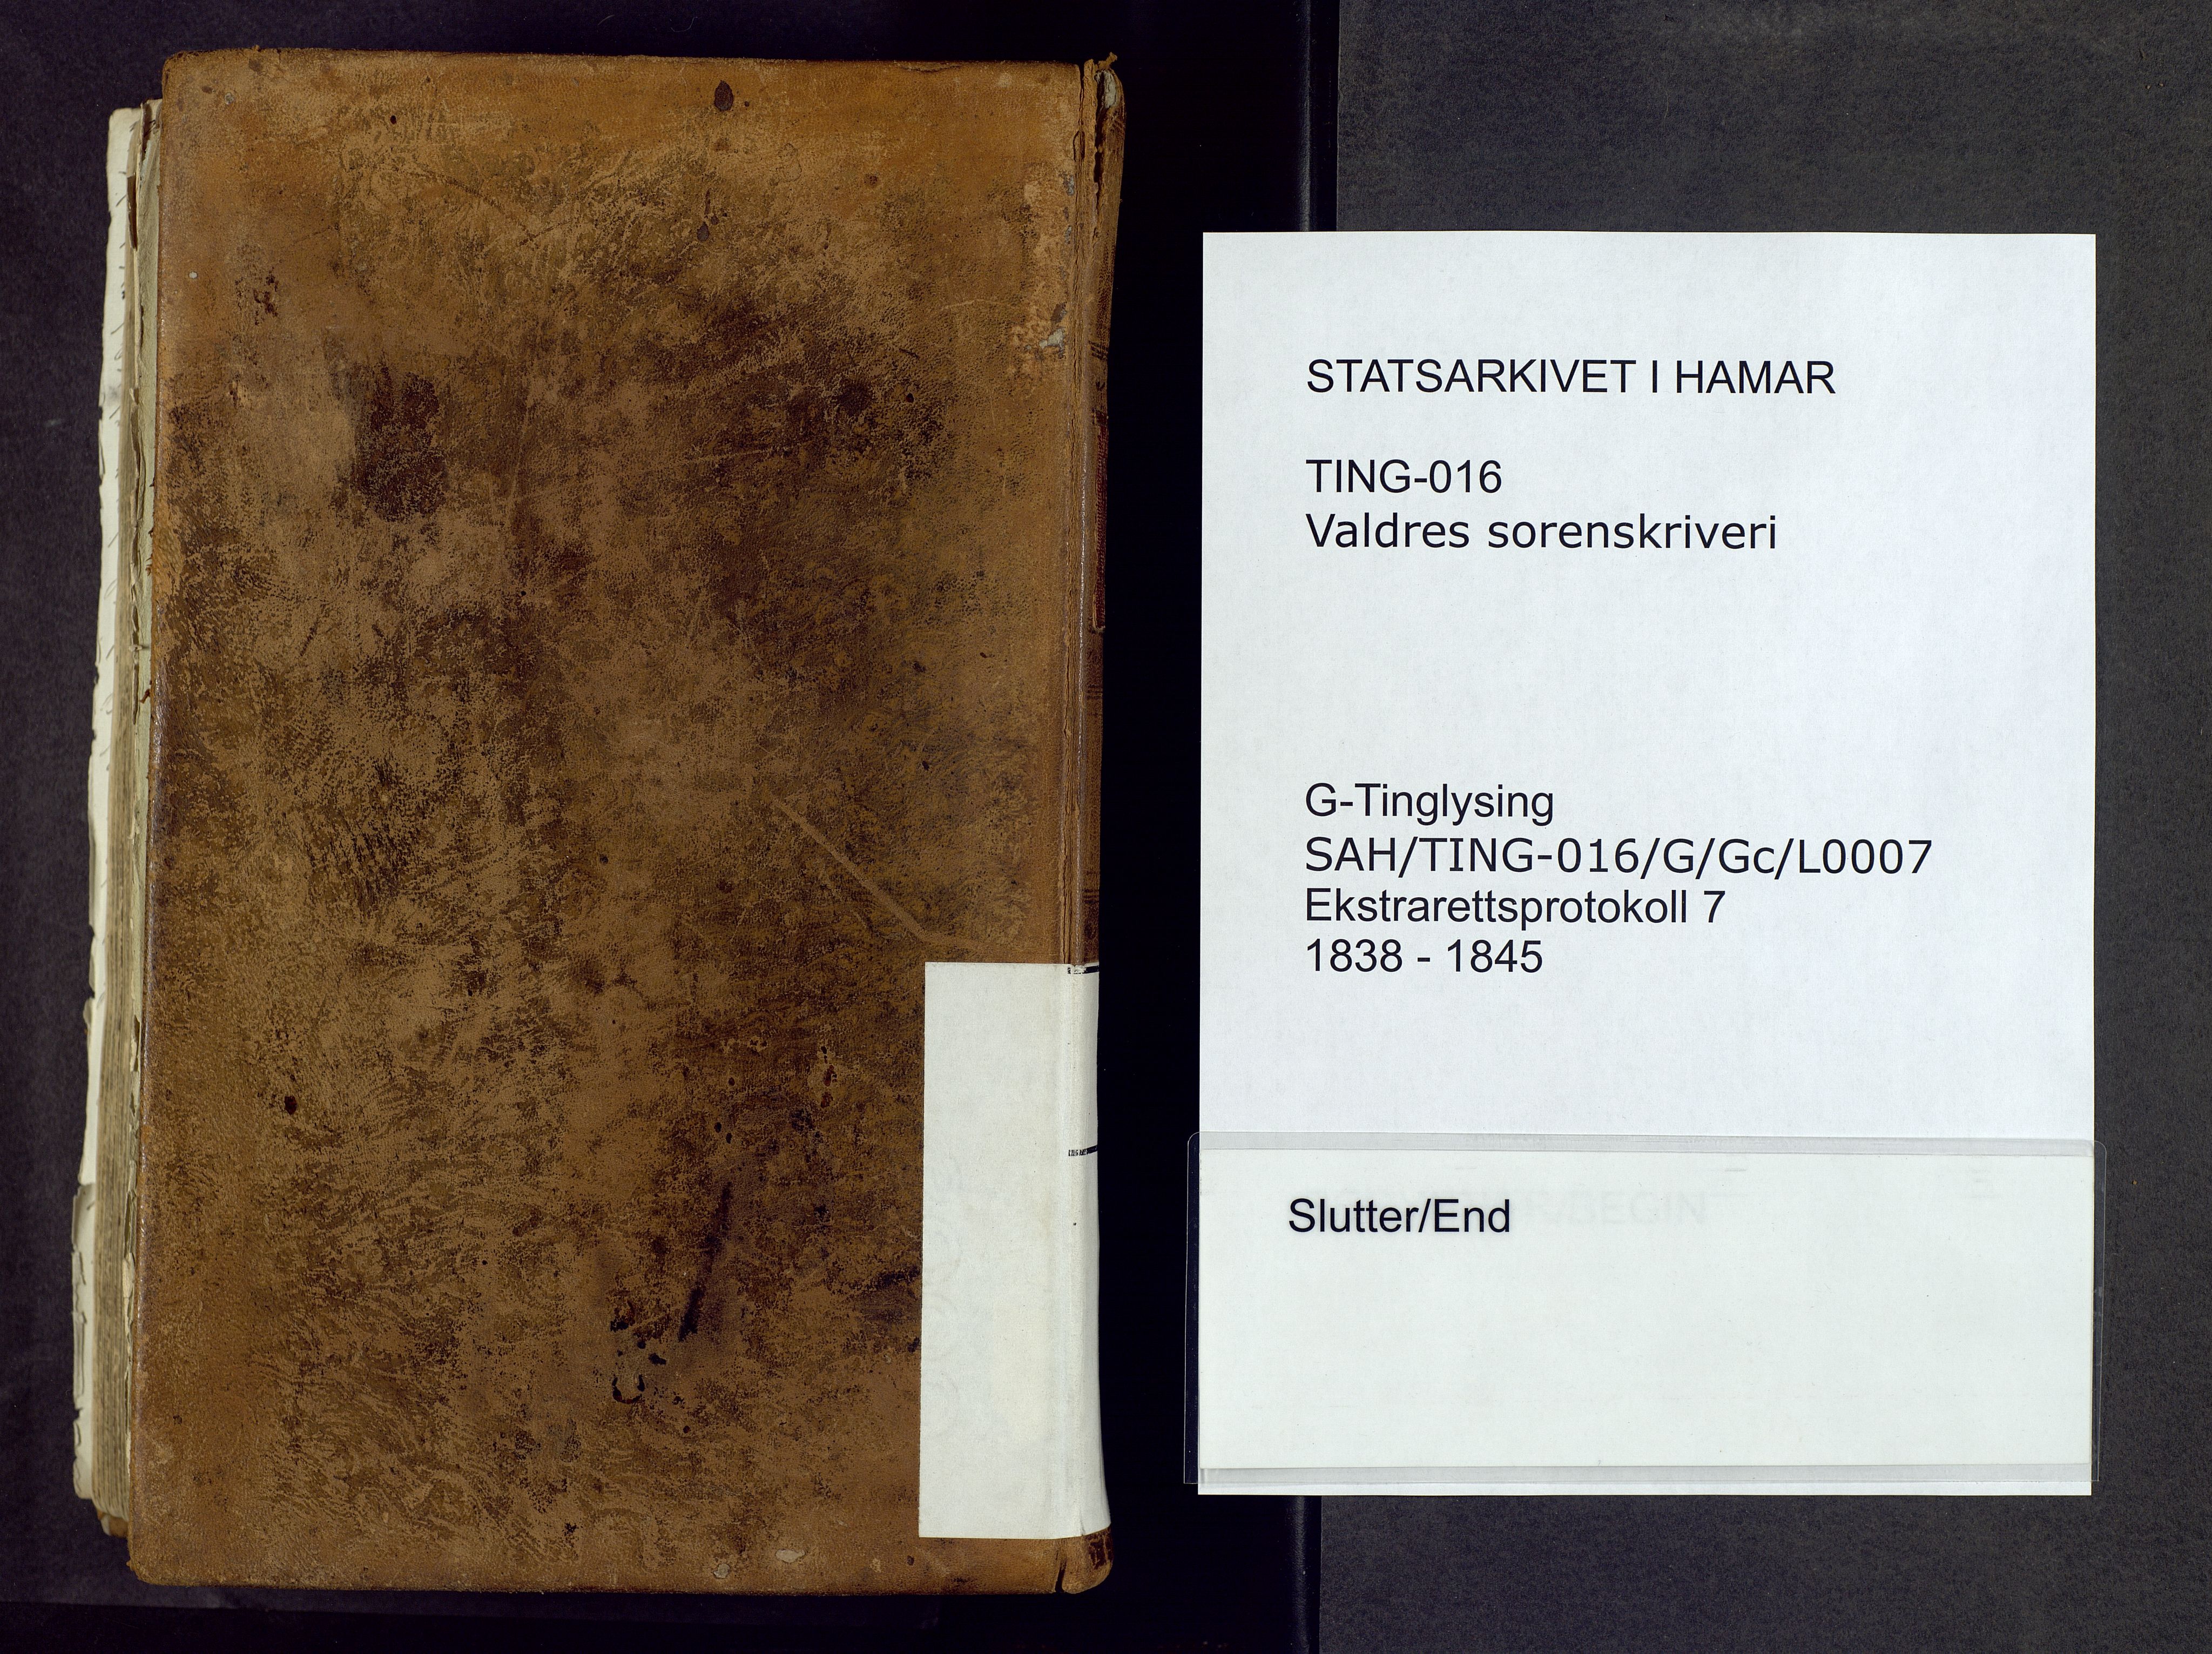 STATSARKIVET I HAMAR
TING-016
Valdres sorenskriveri
G-Tinglysing
SAH/TING-016/G/Gc/L0007
Ekstrarettsprotokoll 7
1838 - 1845
Slutter/End